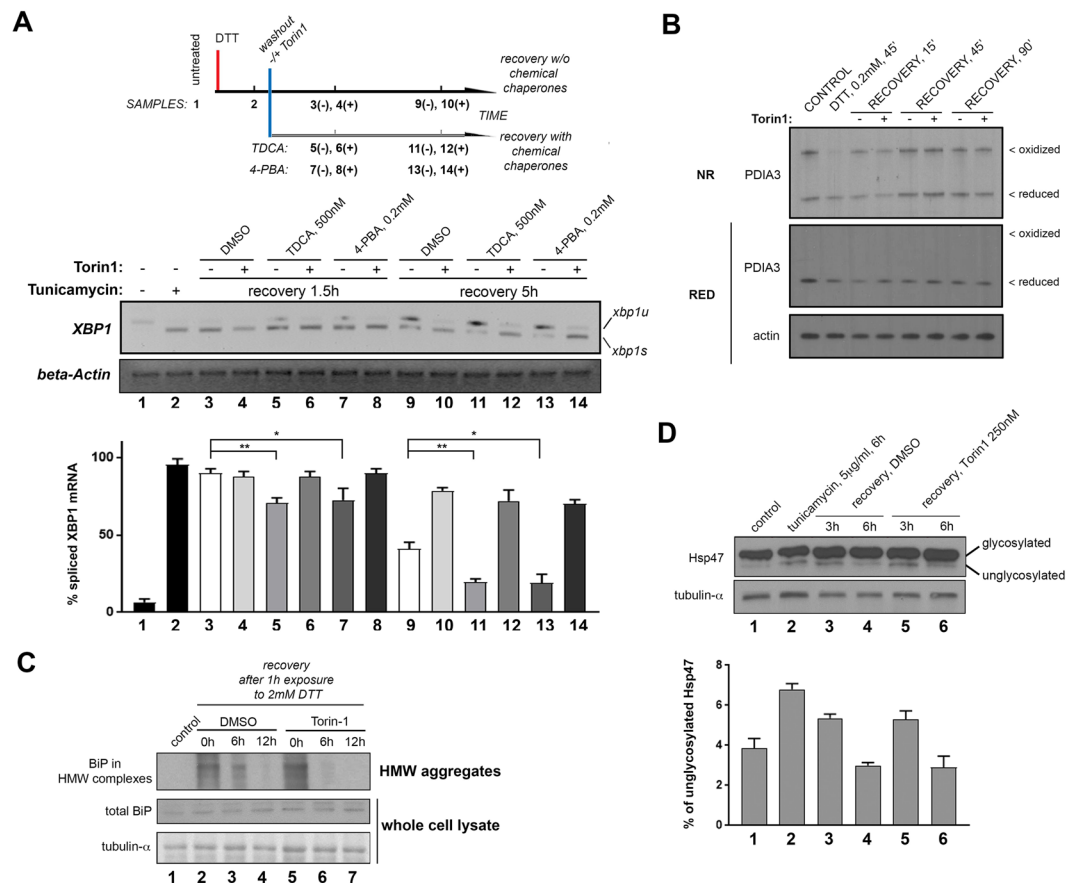 A
DTT
untreated
washout
-/+ Torin1
recovery w/o
chemical
chaperones
SAMPLES: 1 2 3(-), 4(+) 9(-), 10(+)
TIME
recovery with
chemical
chaperones
TDCA: 5(-), 6(+) 11(-), 12(+)
4-PBA: 7(-), 8(+) 13(-), 14(+)
DMSO TDCA, 500nM 4-PBA, 0.2mM DMSO TDCA, 500nM 4-PBA, 0.2mM
Torin1: - - - + - + - + - + - + - +
Tunicamycin: - + recovery 1.5h recovery 5h
XBP1
xbp1u
xbp1s
beta-Actin
1 2 3 4 5 6 7 8 9 10 11 12 13 14
% spliced XBP1 mRNA
100
50
0
** * ** *
1 2 3 4 5 6 7 8 9 10 11 12 13 14
B
CONTROL DTT, 0.2mM, 45' RECOVERY, 15' RECOVERY, 45' RECOVERY, 90'
Torin1: - + - + - +
NR
PDIA3
< oxidized
< reduced
RED
PDIA3
< oxidized
< reduced
actin
C
recovery
after 1h exposure
to 2mM DTT
control DMSO Torin-1
0h 6h 12h 0h 6h 12h
BiP in
HMW complexes
HMW aggregates
total BiP
whole cell lysate
tubulin-α
1 2 3 4 5 6 7
D
control tunicamycin, 5μg/ml, 6h recovery, DMSO recovery, Torin1 250nM
3h 6h 3h 6h
Hsp47
glycosylated
unglycosylated
tubulin-α
1 2 3 4 5 6
% of unglycosylated Hsp47
8
6
4
2
0
1 2 3 4 5 6